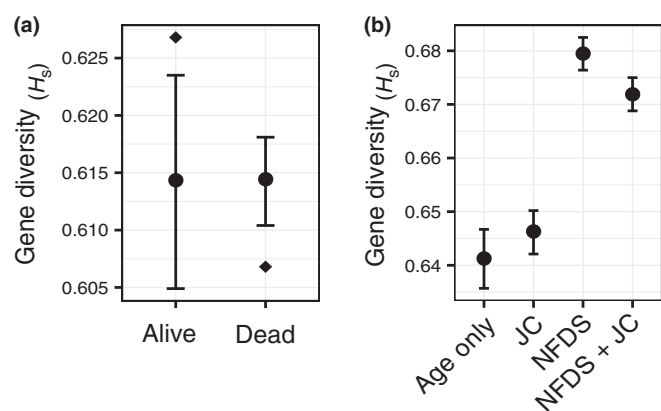 (a)
Gene diversity (Hs)
0.625
0.620
0.615
0.610
0.605
Alive
Dead
(b)
Gene diversity (Hs)
0.68
0.67
0.66
0.65
0.64
Age only
JC
NFDS
NFDS + JC